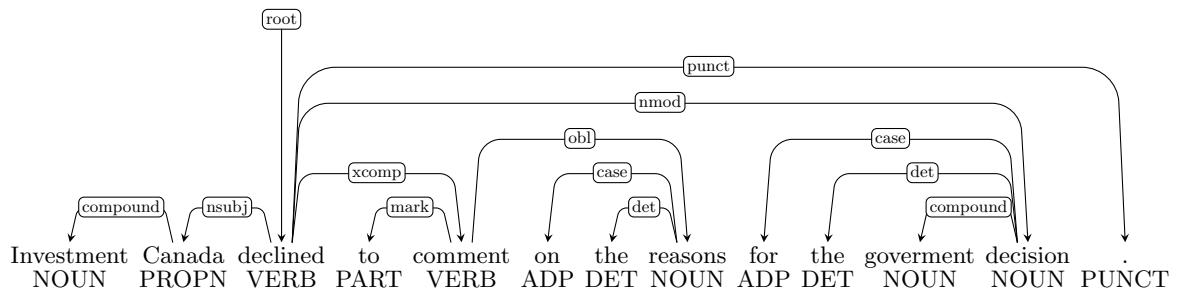 root
punct
nmod
obl case
xcomp case det
compound nsubj mark det compound
Investment Canada declined to comment on the reasons for the goverment decision .
NOUN PROPN VERB PART VERB ADP DET NOUN ADP DET NOUN NOUN PUNCT